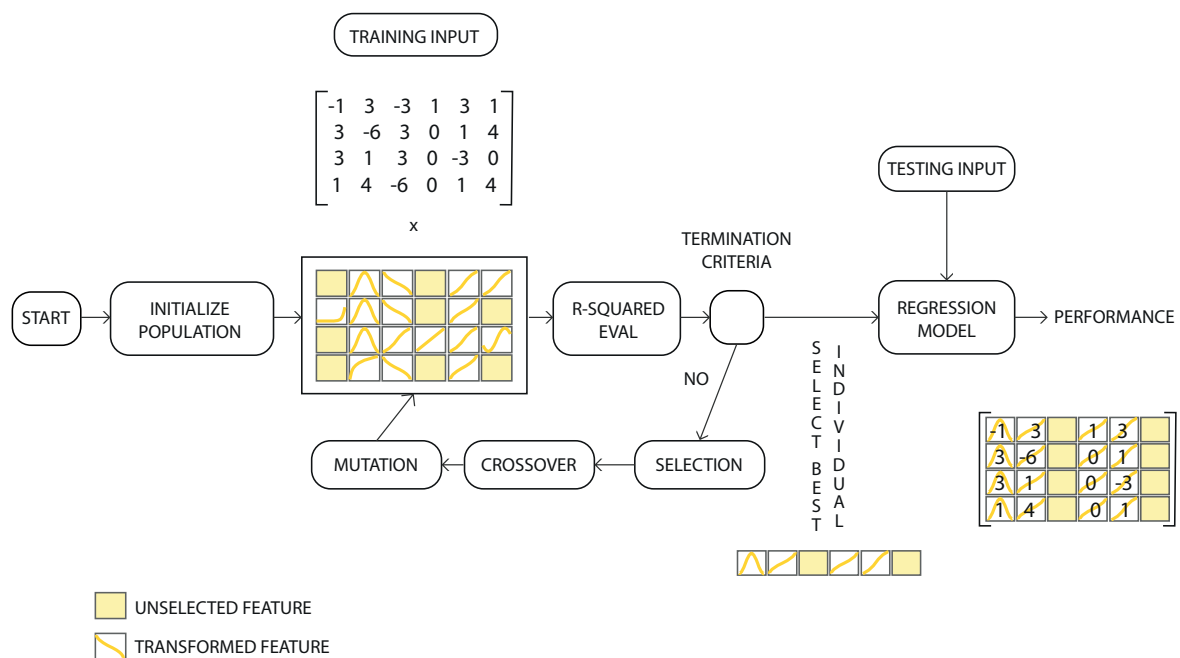 TRAINING INPUT
-1 3 -3 1 3 1
3 -6 3 0 1 4
3 1 3 0 -3 0
1 4 -6 0 1 4
x
TESTING INPUT
TERMINATION
CRITERIA
START
INITIALIZE
POPULATION
R-SQUARED
EVAL
REGRESSION
MODEL
PERFORMANCE
NO
SELECT BEST
INDIVIDUAL
MUTATION
CROSSOVER
SELECTION
-1 3 1 3
3 -6 0 1
3 1 0 -3
1 4 0 1
UNSELECTED FEATURE
TRANSFORMED FEATURE